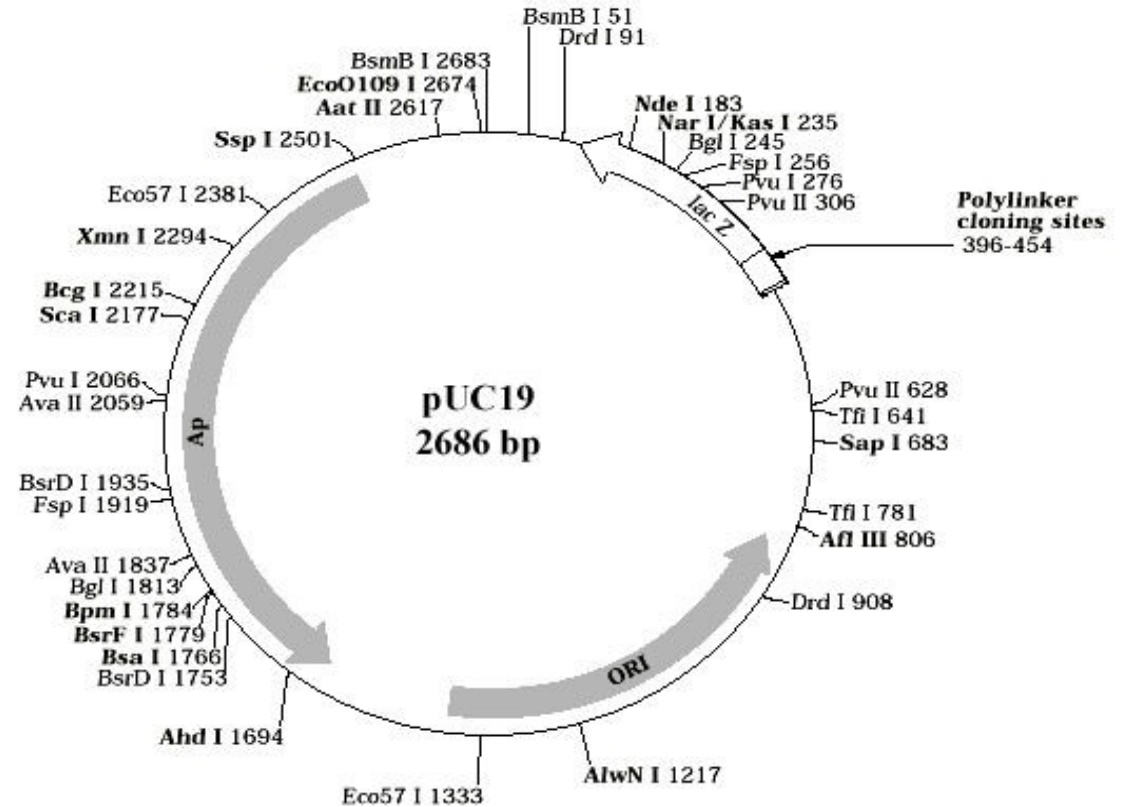 BsmB I 51
Drd I 91
BsmB I 2683
EcoO109 I 2674
Aat II 2617
Ssp I 2501
Eco57 I 2381
Xmn I 2294
Bcg I 2215
Sca I 2177
Pvu I 2066
Ava II 2059
BsrD I 1935
Fsp I 1919
Ava II 1837
Bgl I 1813
Bpm I 1784
BsrF I 1779
Bsa I 1766
BsrD I 1753
Ahd I 1694
Eco57 I 1333
AlwN I 1217
Nde I 183
Nar I/Kas I 235
Bgl I 245
Fsp I 256
Pvu I 276
Pvu II 306
lac Z
Polylinker
cloning sites
396-454
Pvu II 628
Tfi I 641
Sap I 683
Tfl I 781
Afl III 806
Drd I 908
pUC19
2686 bp
Ap
ORI